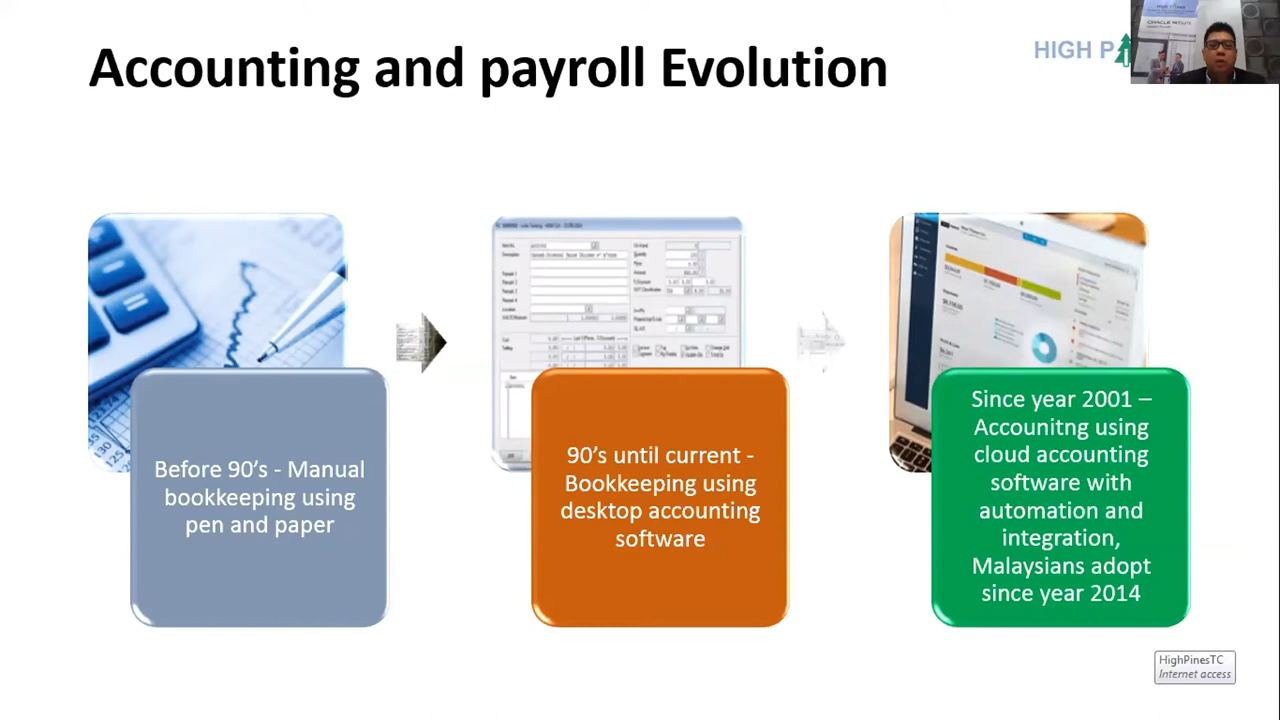 Accounting and payroll Evolution
HIGH P
ORACLE
Before 90's - Manual
bookkeeping using
pen and paper
90's until current -
Bookkeeping using
desktop accounting
software
Since year 2001 –
Accounitng using
cloud accounting
software with
automation and
integration,
Malaysians adopt
since year 2014
HighPinesTC
Internet access